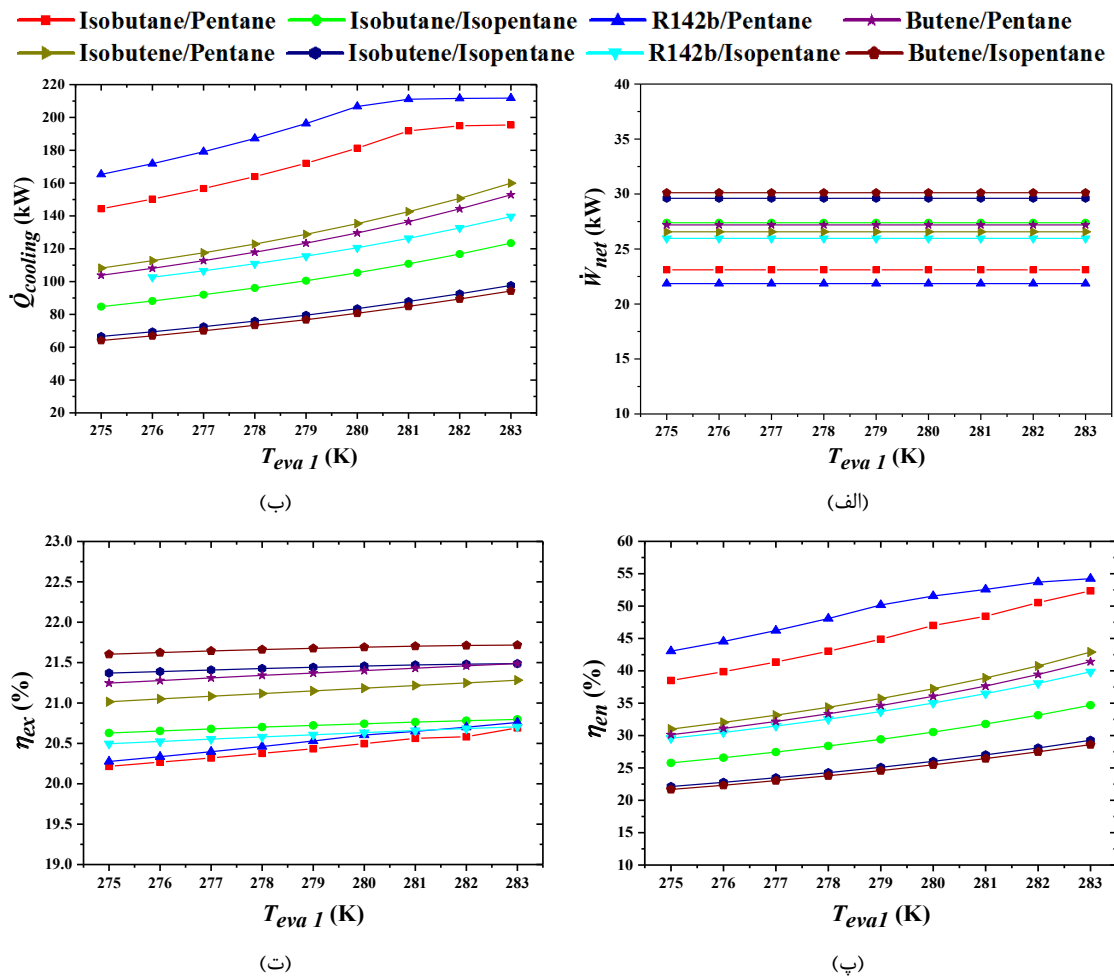 Isobutane/Pentane Isobutane/Isopentane R142b/Pentane Butene/Pentane
Isobutene/Pentane Isobutene/Isopentane R142b/Isopentane Butene/Isopentane
Q̇cooling (kW)
220
200
180
160
140
120
100
80
60
40
20
275 276 277 278 279 280 281 282 283
Teva 1 (K)
(ب)
Ẇnet (kW)
40
35
30
25
20
15
10
275 276 277 278 279 280 281 282 283
Teva 1 (K)
(الف)
ηex (%)
23.0
22.5
22.0
21.5
21.0
20.5
20.0
19.5
19.0
275 276 277 278 279 280 281 282 283
Teva 1 (K)
(ت)
ηen (%)
60
55
50
45
40
35
30
25
20
15
10
275 276 277 278 279 280 281 282 283
Teva1 (K)
(پ)